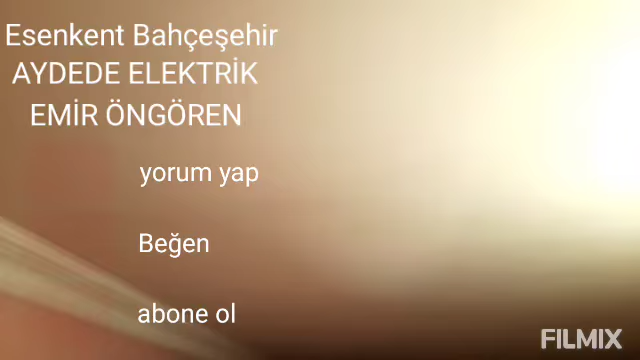 Esenkent Bahçeşehir
AYDEDE ELEKTRİK
EMİR ÖNGÖREN
yorum yap
Beğen
abone ol
FILMIX